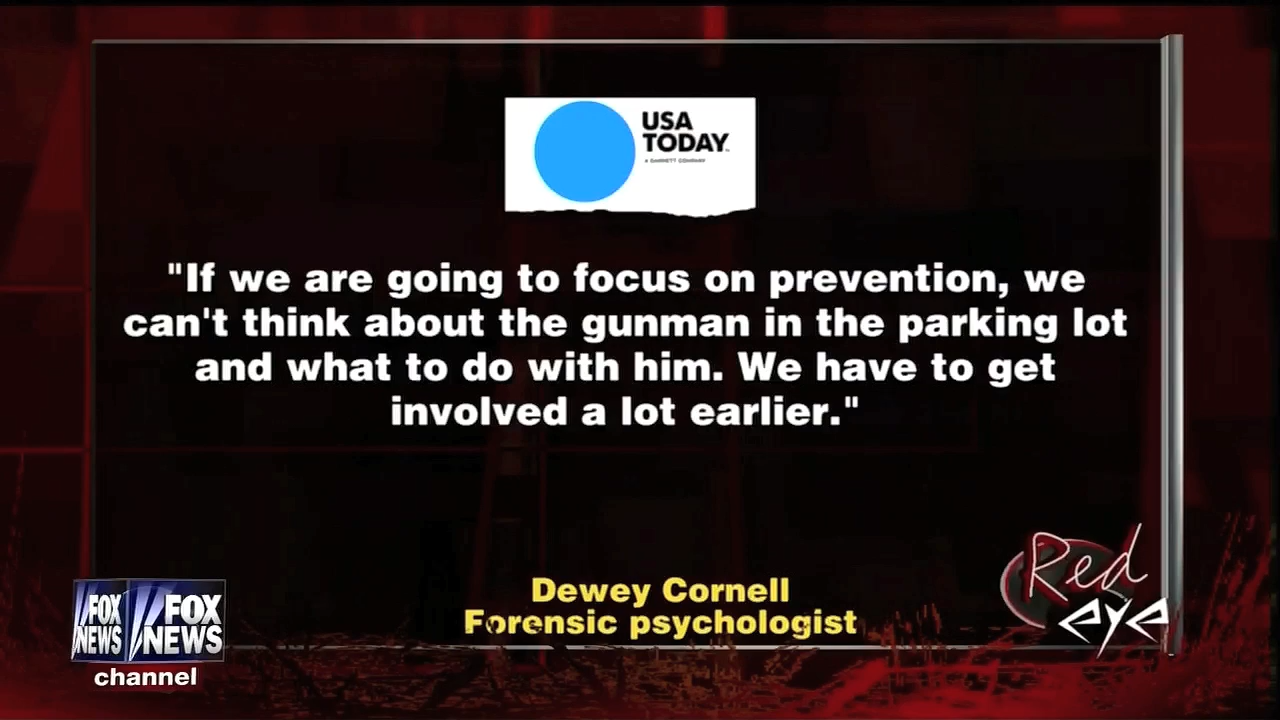 USA
TODAY
A GANNETT COMPANY
"If we are going to focus on prevention, we
can't think about the gunman in the parking lot
and what to do with him. We have to get
involved a lot earlier."
Dewey Cornell
Forensic psychologist
Red
eye
FOX
NEWS
FOX
NEWS
channel